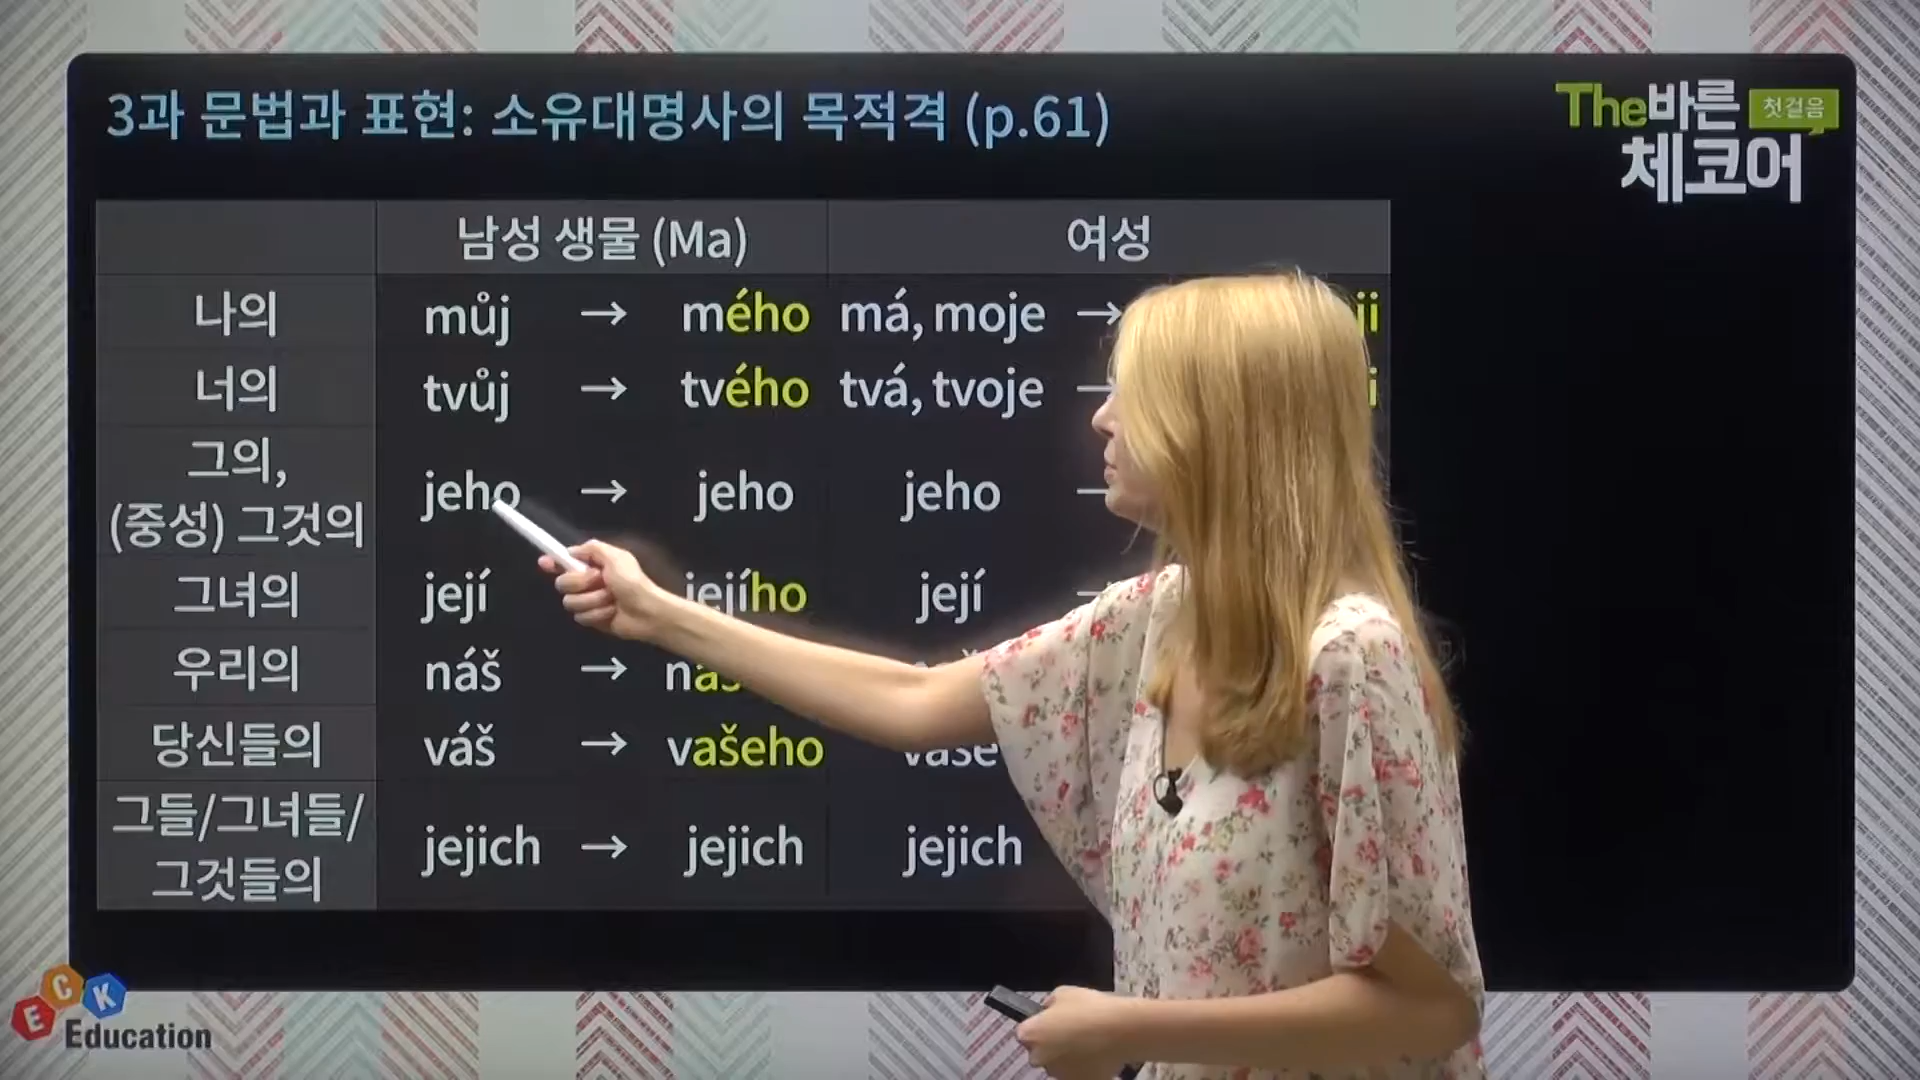 3과 문법과 표현: 소유대명사의 목적격 (p.61)
The바른 첫걸음
체코어
남성 생물 (Ma) 여성
나의 můj → mého má, moje → ji
너의 tvůj → tvého tvá, tvoje → i
그의,
(중성) 그것의 jeho → jeho jeho →
그녀의 její jejího její
우리의 náš →
당신들의 váš → vašeho vaše
그들/그녀들/
그것들의 jejich → jejich jejich
ECK
Education